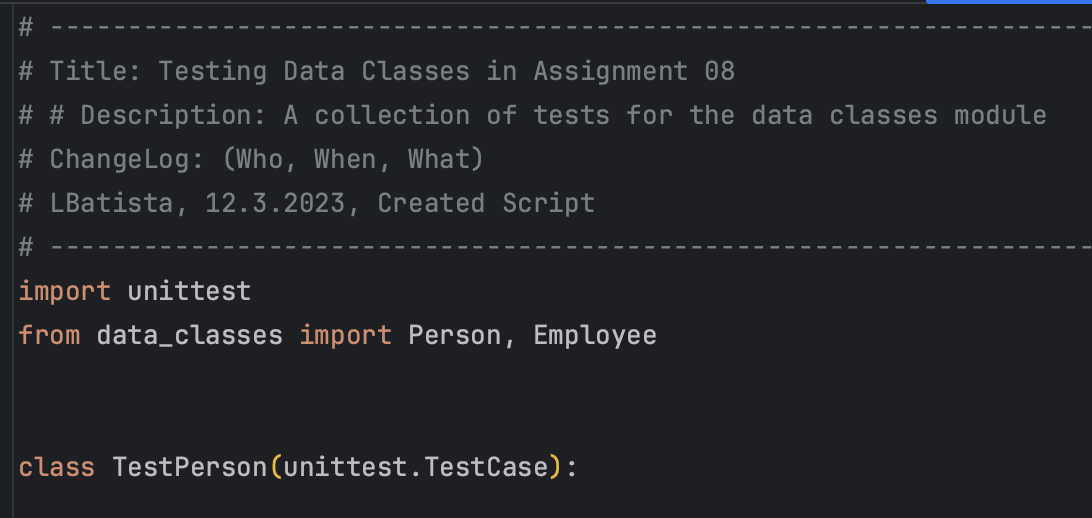 # -------------------------------------------------------------------
# Title: Testing Data Classes in Assignment 08
# # Description: A collection of tests for the data classes module
# ChangeLog: (Who, When, What)
# LBatista, 12.3.2023, Created Script
# -------------------------------------------------------------------
import unittest
from data_classes import Person, Employee
class TestPerson(unittest.TestCase):